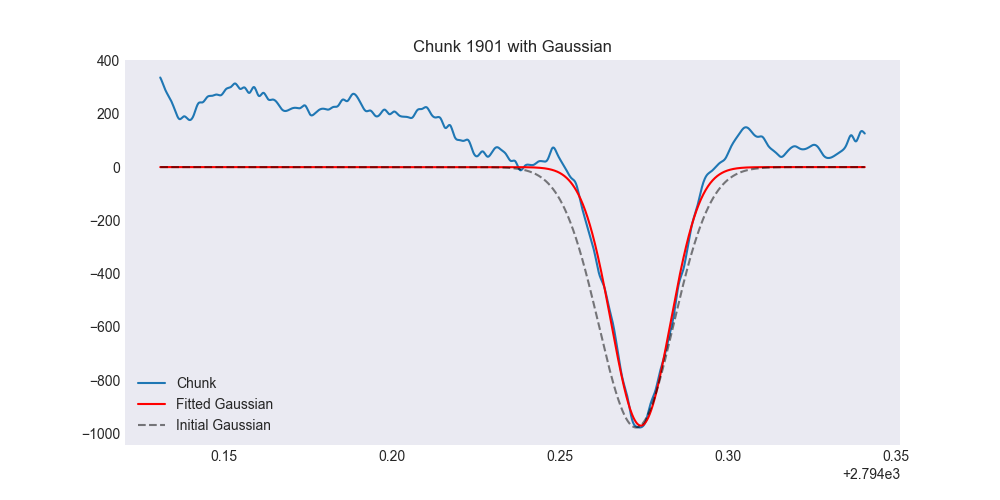 Chunk 1901 with Gaussian
400
200
0
−200
−400
−600
−800
−1000
Chunk
Fitted Gaussian
Initial Gaussian
0.15 0.20 0.25 0.30 0.35
+2.794e3